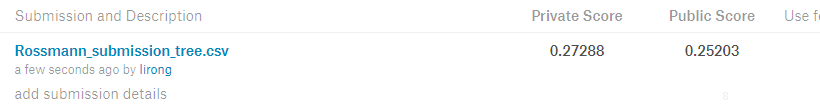 Submission and Description Private Score Public Score Use f
Rossmann_submission_tree.csv 0.27288 0.25203
a few seconds ago by lirong
add submission details